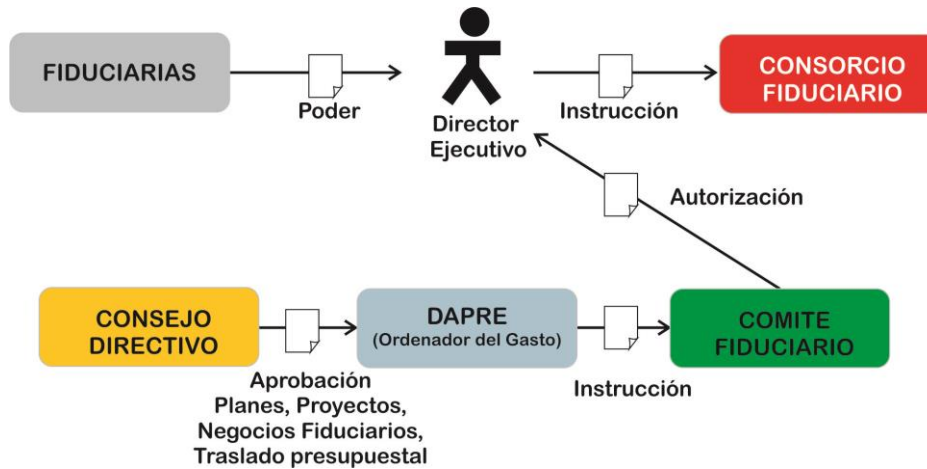 FIDUCIARIAS
Poder
Director
Ejecutivo
Instrucción
CONSORCIO
FIDUCIARIO
Autorización
CONSEJO
DIRECTIVO
Aprobación
Planes, Proyectos,
Negocios Fiduciarios,
Traslado presupuestal
DAPRE
(Ordenador del Gasto)
Instrucción
COMITE
FIDUCIARIO